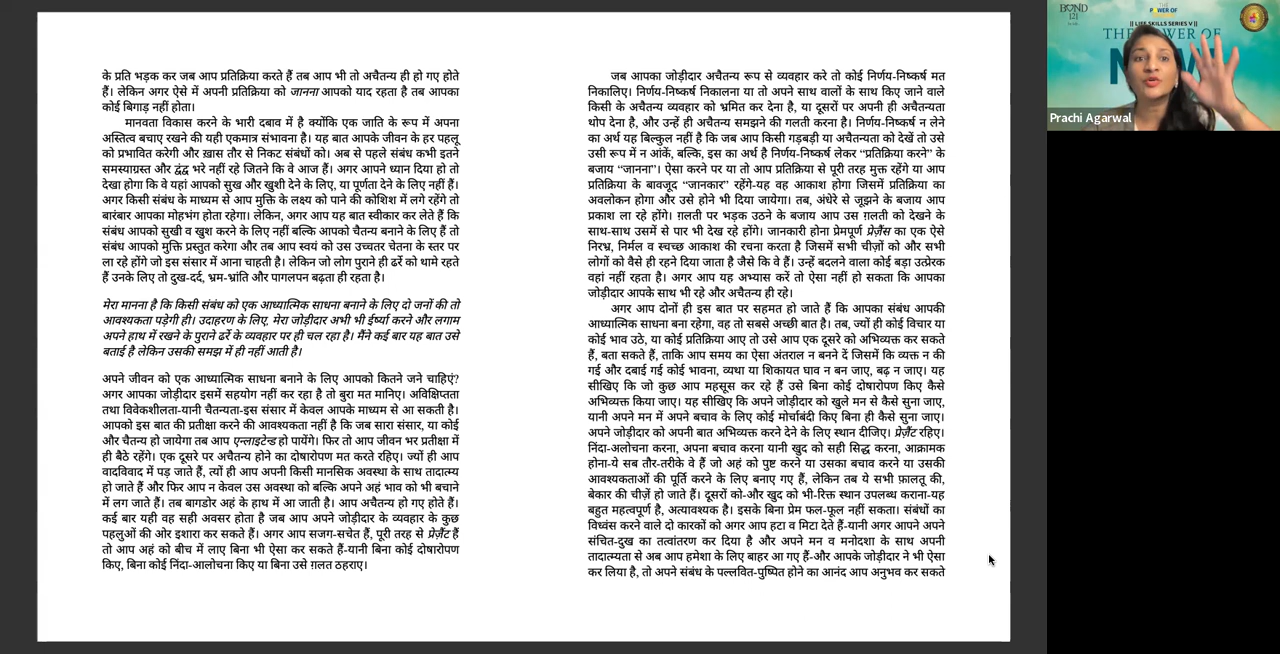 के प्रति भड़क कर जब आप प्रतिक्रिया करते हैं तब आप भी तो अचैतन्य ही हो गए होते
हैं। लेकिन अगर ऐसे में अपनी प्रतिक्रिया को जानना आपको याद रहता है तब आपका
कोई बिगाड़ नहीं होता।
मानवता विकास करने के भारी दबाव में है क्योंकि एक जाति के रूप में अपना
अस्तित्व बचाए रखने की यही एकमात्र संभावना है। यह बात आपके जीवन के हर पहलू
को प्रभावित करेगी और ख़ास तौर से निकट संबंधों को। अब से पहले संबंध कभी इतने
समस्याग्रस्त और द्वंद्व भरे नहीं रहे जितनि कि वे आज हैं। अगर आपने ध्यान दिया हो तो
देखा होगा कि वे यहां आपको सुख और खुशी देने के लिए, या पूर्णता देने के लिए नहीं हैं।
अगर किसी संबंध के माध्यम से आप मुक्ति के लक्ष्य को पाने की कोशिश में लगे रहेंगे तो
बारंबार आपका मोहभंग होता रहेगा। लेकिन, अगर आप यह बात स्वीकार कर लेते हैं कि
संबंध आपको सुखी व खुश करने के लिए नहीं बल्कि आपको चैतन्य बनाने के लिए हैं तो
संबंध आपको मुक्ति प्रस्तुत करेगा और तब आप स्वयं को उस उच्चतर चेतना के स्तर पर
ला रहे होंगे जो इस संसार में आना चाहती है। लेकिन जो लोग पुराने ही ढर्रे को थामे रहते
हैं उनके लिए तो दुख-दर्द, भ्रम-भ्रांति और पागलपन बढ़ता ही रहता है।
मेरा मानना है कि किसी संबंध को एक आध्यात्मिक साधना बनाने के लिए दो जनों की तो
आवश्यकता पड़ेगी ही। उदाहरण के लिए, मेरा जोड़ीदार अभी भी ईर्ष्या करने और लगाम
अपने हाथ में रखने के पुराने ढर्रे के व्यवहार पर ही चल रहा है। मैंने कई बार यह बात उसे
बताई है लेकिन उसकी समझ में ही नहीं आती है।
अपने जीवन को एक आध्यात्मिक साधना बनाने के लिए आपको कितने जने चाहिएं?
अगर आपका जोड़ीदार इसमें सहयोग नहीं कर रहा है तो बुरा मत मानिए। अविक्षिप्तता
तथा विवेकशीलता-यानी चैतन्यता-इस संसार में केवल आपके माध्यम से आ सकती है।
आपको इस बात की प्रतीक्षा करने की आवश्यकता नहीं है कि जब सारा संसार, या कोई
और चैतन्य हो जायेगा तब आप एन्लाइटेन्ड हो पायेंगे। फिर तो आप जीवन भर प्रतीक्षा में
ही बैठे रहेंगे। एक दूसरे पर अचैतन्य होने का दोषारोपण मत करते रहिए। ज्यों ही आप
वादविवाद में पड़ जाते हैं, त्यों ही आप अपनी किसी मानसिक अवस्था के साथ तादात्म्य
हो जाते हैं और फिर आप न केवल उस अवस्था को बल्कि अपने अहं भाव को भी बचाने
में लग जाते हैं। तब बागडोर अहं के हाथ में आ जाती है। आप अचैतन्य हो गए होते हैं।
कई बार यही वह सही अवसर होता है जब आप अपने जोड़ीदार के व्यवहार के कुछ
पहलुओं की ओर इशारा कर सकते हैं। अगर आप सजग-सचेत हैं, पूरी तरह से प्रेज़ेंट हैं
तो आप अहं को बीच में लाए बिना भी ऐसा कर सकते हैं-यानी बिना कोई दोषारोपण
किए, बिना कोई निंदा-आलोचना किए या बिना उसे ग़लत ठहराए।
जब आपका जोड़ीदार अचैतन्य रूप से व्यवहार करे तो कोई निर्णय-निष्कर्ष मत
निकालिए। निर्णय-निष्कर्ष निकालना या तो अपने साथ वालों के साथ किए जाने वाले
किसी के अचैतन्य व्यवहार को भ्रमित कर देना है, या दूसरों पर अपनी ही अचैतन्यता
थोप देना है, और उन्हें ही अचैतन्य समझने की गलती करना है। निर्णय-निष्कर्ष न लेने
का अर्थ यह बिल्कुल नहीं है कि जब आप किसी गड़बड़ी या अचैतन्यता को देखें तो उसे
उसी रूप में न आंकें, बल्कि, इस का अर्थ है निर्णय-निष्कर्ष लेकर “प्रतिक्रिया करने” के
बजाय “जानना”। ऐसा करने पर या तो आप प्रतिक्रिया से पूरी तरह मुक्त रहेंगे या आप
प्रतिक्रिया के बावजूद “जानकार” रहेंगे-यह वह आकाश होगा जिसमें प्रतिक्रिया का
अवलोकन होगा और उसे होने भी दिया जायेगा। तब, अंधेरे से जूझने के बजाय आप
प्रकाश ला रहे होंगे। ग़लती पर भड़क उठने के बजाय आप उस ग़लती को देखने के
साथ-साथ उसमें से पार भी देख रहे होंगे। जानकारी होना प्रेमपूर्ण प्रेज़ेंस का एक ऐसे
निरभ्र, निर्मल व स्च्च्छ आकाश की रचना करता है जिसमें सभी चीज़ों को और सभी
लोगों को वैसे ही रहने दिया जाता है जैसे कि वे हैं। उन्हें बदलने वाला कोई बड़ा उत्प्रेरक
वहां नहीं रहता है। अगर आप यह अभ्यास करें तो ऐसा नहीं हो सकता कि आपका
जोड़ीदार आपके साथ भी रहे और अचैतन्य ही रहे।
अगर आप दोनों ही इस बात पर सहमत हो जाते हैं कि आपका संबंध आपकी
आध्यात्मिक साधना बना रहेगा, वह तो सबसे अच्छी बात है। तब, ज्यों ही कोई विचार या
कोई भाव उठे, या कोई प्रतिक्रिया आए तो उसे आप एक दूसरे को अभिव्यक्त कर सकते
हैं, बता सकते हैं, ताकि आप समय का ऐसा अंतराल न बनने दें जिसमें कि व्यक्त न की
गई और दबाई गई कोई भावना, व्यथा या शिकायत घाव न बन जाए, बढ़ न जाए। यह
सीखिए कि जो कुछ आप महसूस कर रहे हैं उसे बिना कोई दोषारोपण किए कैसे
अभिव्यक्त किया जाए। यह सीखिए कि अपने जोड़ीदार को खुले मन से कैसे सुना जाए,
यानी अपने मन में अपने बचाव के लिए कोई मोर्चाबंदी किए बिना ही कैसे सुना जाए।
अपने जोड़ीदार को अपनी बात अभिव्यक्त करने देने के लिए स्थान दीजिए। प्रेज़ेंट रहिए।
निंदा-अलोचना करना, अपना बचाव करना यानी खुद को सही सिद्ध करना, आक्रामक
होना-ये सब तौर-तरीके वे हैं जो अहं को पुष्ट करने या उसका बचाव करने या उसकी
आवश्यकताओं की पूर्ति करने के लिए बनाए गए हैं, लेकिन तब ये सभी फ़ालतू की,
बेकार की चीज़ें हो जाते हैं। दूसरों को-और खुद को भी-रिक्त स्थान उपलब्ध कराना-यह
बहुत महत्वपूर्ण है, अत्यावश्यक है। इसके बिना प्रेम फल-फूल नहीं सकता। संबंधों का
विध्वंस करने वाले दो कारकों को अगर आप हटा व मिटा देते हैं-यानी अगर आपने अपने
संचित-दुख का तत्वांतरण कर दिया है और अपने मन व मनोदशा के साथ अपनी
तादात्म्यता से अब आप हमेशा के लिए बाहर आ गए हैं-और आपके जोड़ीदार ने भी ऐसा
कर लिया है, तो अपने संबंध के पल्लवित-पुष्पित होने का आनंद आप अनुभव कर सकते
BOND
121
THE
POWER OF
|| LIFE SKILLS SERIES V ||
THE POWER OF
Prachi Agarwal